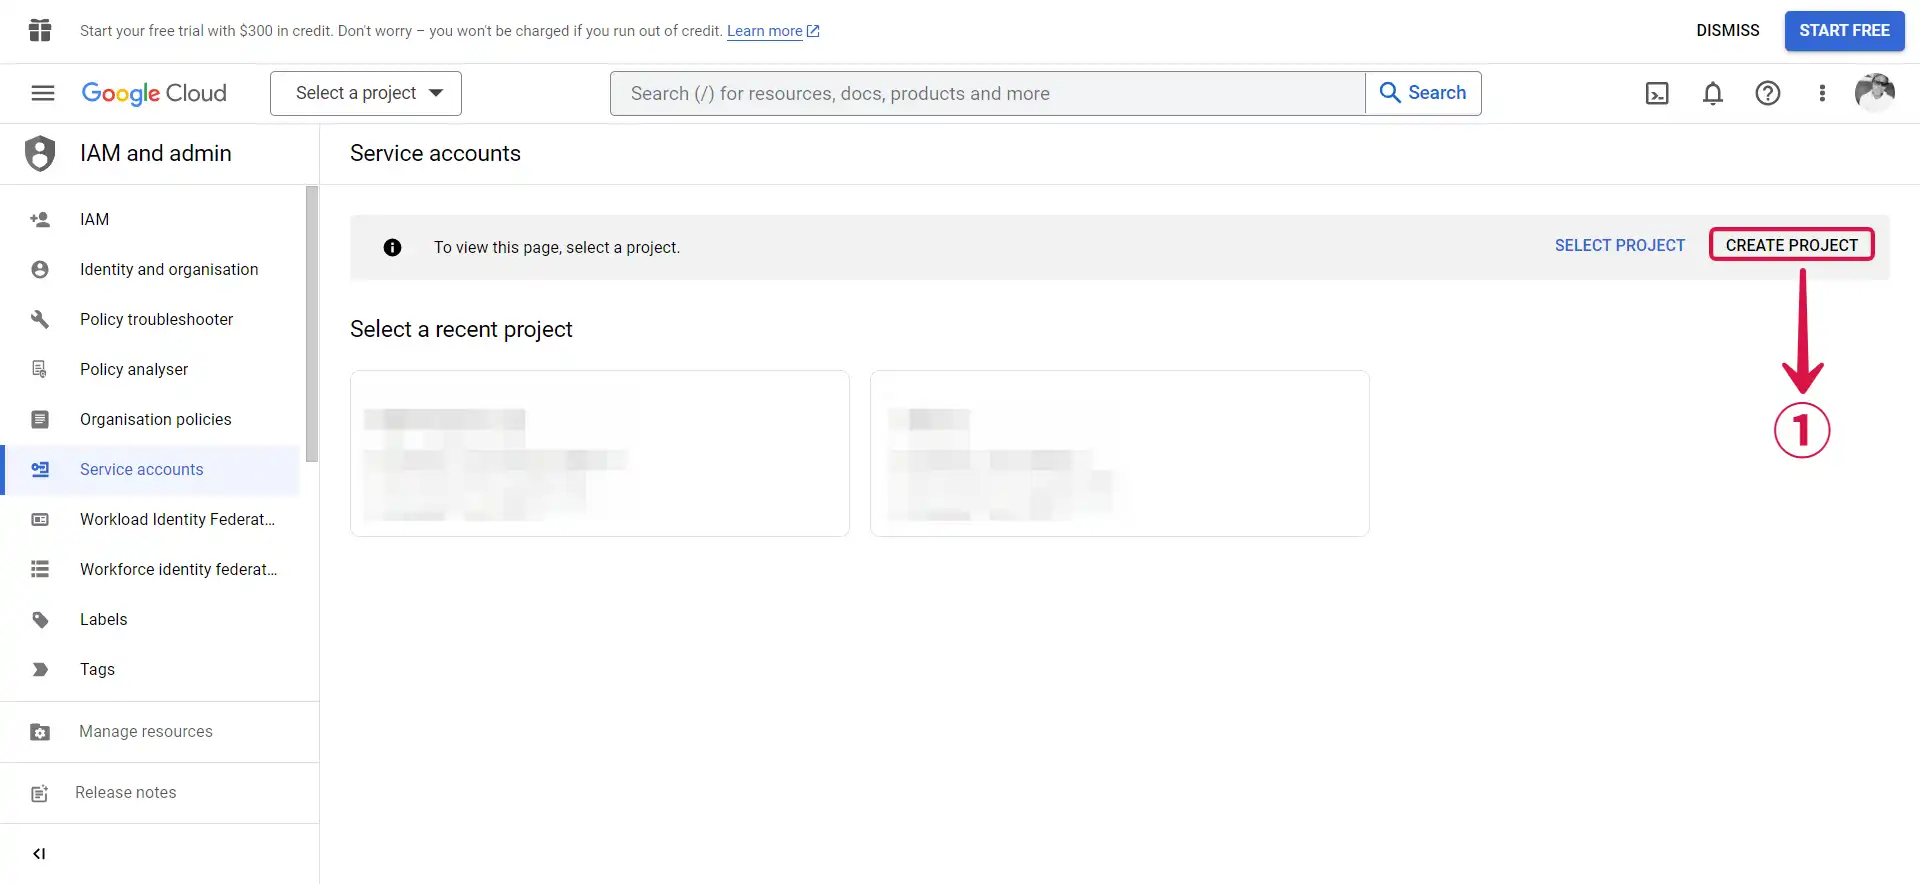 Start your free trial with $300 in credit. Don't worry – you won't be charged if you run out of credit. Learn more
DISMISS
START FREE
Google Cloud
Select a project
Search (/) for resources, docs, products and more
Search
IAM and admin
Service accounts
IAM
Identity and organisation
Policy troubleshooter
Policy analyser
Organisation policies
Service accounts
Workload Identity Federat...
Workforce identity federat...
Labels
Tags
Manage resources
Release notes
To view this page, select a project.
SELECT PROJECT
CREATE PROJECT
1
Select a recent project